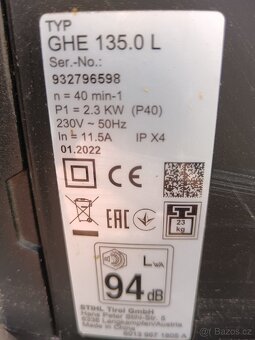 TYP
GHE 135.0 L
Ser.-No.:
932796598
n = 40 min-1
P1 = 2.3 KW (P40)
230V ~ 50Hz
In = 11.5A IP X4
01.2022
CE
EAC
23
kg
LWA
94 dB
STIHL Tirol GmbH
Hans Peter Stihl-Str. 5
6336 Langkampfen/Austria
Made in China